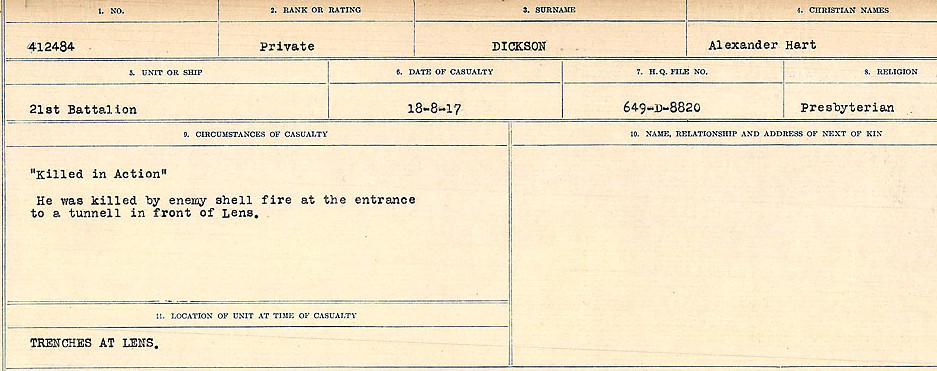 1. NO. 2. RANK OR RATING 3. SURNAME 4. CHRISTIAN NAMES
412484 Private DICKSON Alexander Hart
5. UNIT OR SHIP 6. DATE OF CASUALTY 7. H.Q. FILE NO. 8. RELIGION
21st Battalion 18-8-17 649-D-8820 Presbyterian
9. CIRCUMSTANCES OF CASUALTY 10. NAME, RELATIONSHIP AND ADDRESS OF NEXT OF KIN
"Killed in Action"
He was killed by enemy shell fire at the entrance
to a tunnell in front of Lens.
11. LOCATION OF UNIT AT TIME OF CASUALTY
TRENCHES AT LENS.